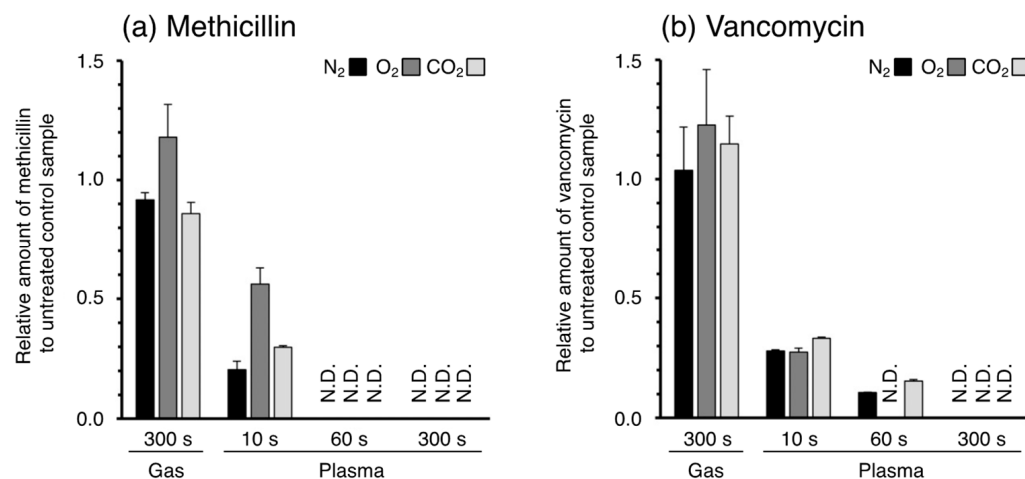 (a) Methicillin
N₂ O₂ CO₂
Relative amount of methicillin
to untreated control sample
1.5
1.0
0.5
0.0
N.D. N.D. N.D. N.D. N.D. N.D.
300 s 10 s 60 s 300 s
Gas Plasma
(b) Vancomycin
N₂ O₂ CO₂
Relative amount of vancomycin
to untreated control sample
1.5
1.0
0.5
0.0
N.D. N.D. N.D. N.D.
300 s 10 s 60 s 300 s
Gas Plasma